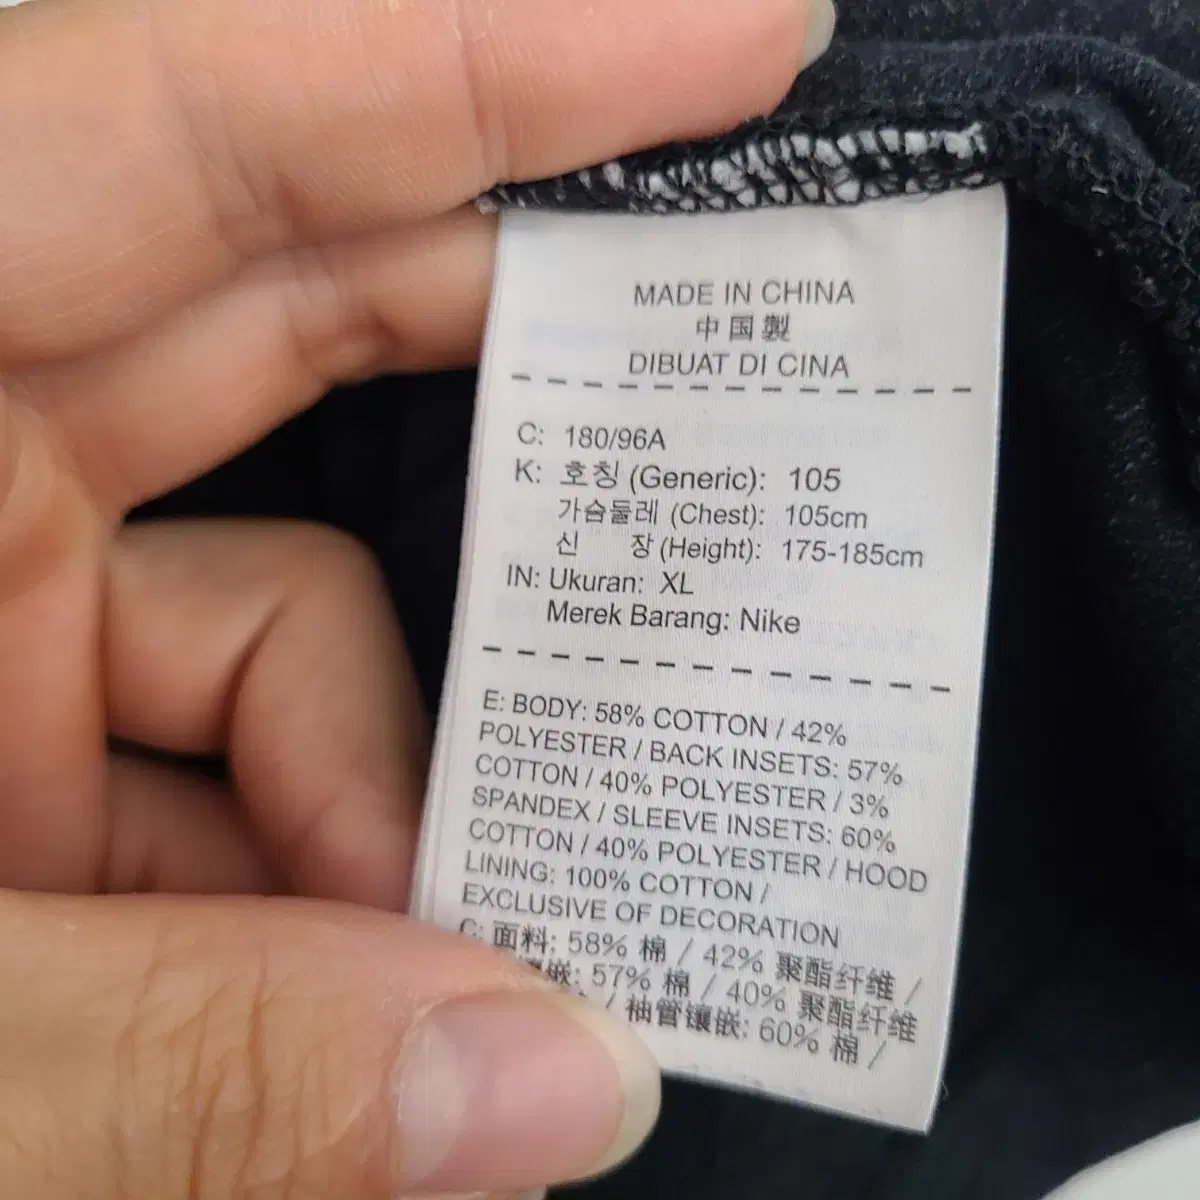 MADE IN CHINA
中国製
DIBUAT DI CINA
C: 180/96A
K: 호칭 (Generic): 105
가슴둘레 (Chest): 105cm
신 장 (Height): 175-185cm
IN: Ukuran: XL
Merek Barang: Nike
E: BODY: 58% COTTON / 42%
POLYESTER / BACK INSETS: 57%
COTTON / 40% POLYESTER / 3%
SPANDEX / SLEEVE INSETS: 60%
COTTON / 40% POLYESTER / HOOD
LINING: 100% COTTON /
EXCLUSIVE OF DECORATION
C: 面料: 58% 棉 / 42% 聚酯纤维 /
嵌: 57% 棉 / 40% 聚酯纤维
/ 袖管镶嵌: 60% 棉 /